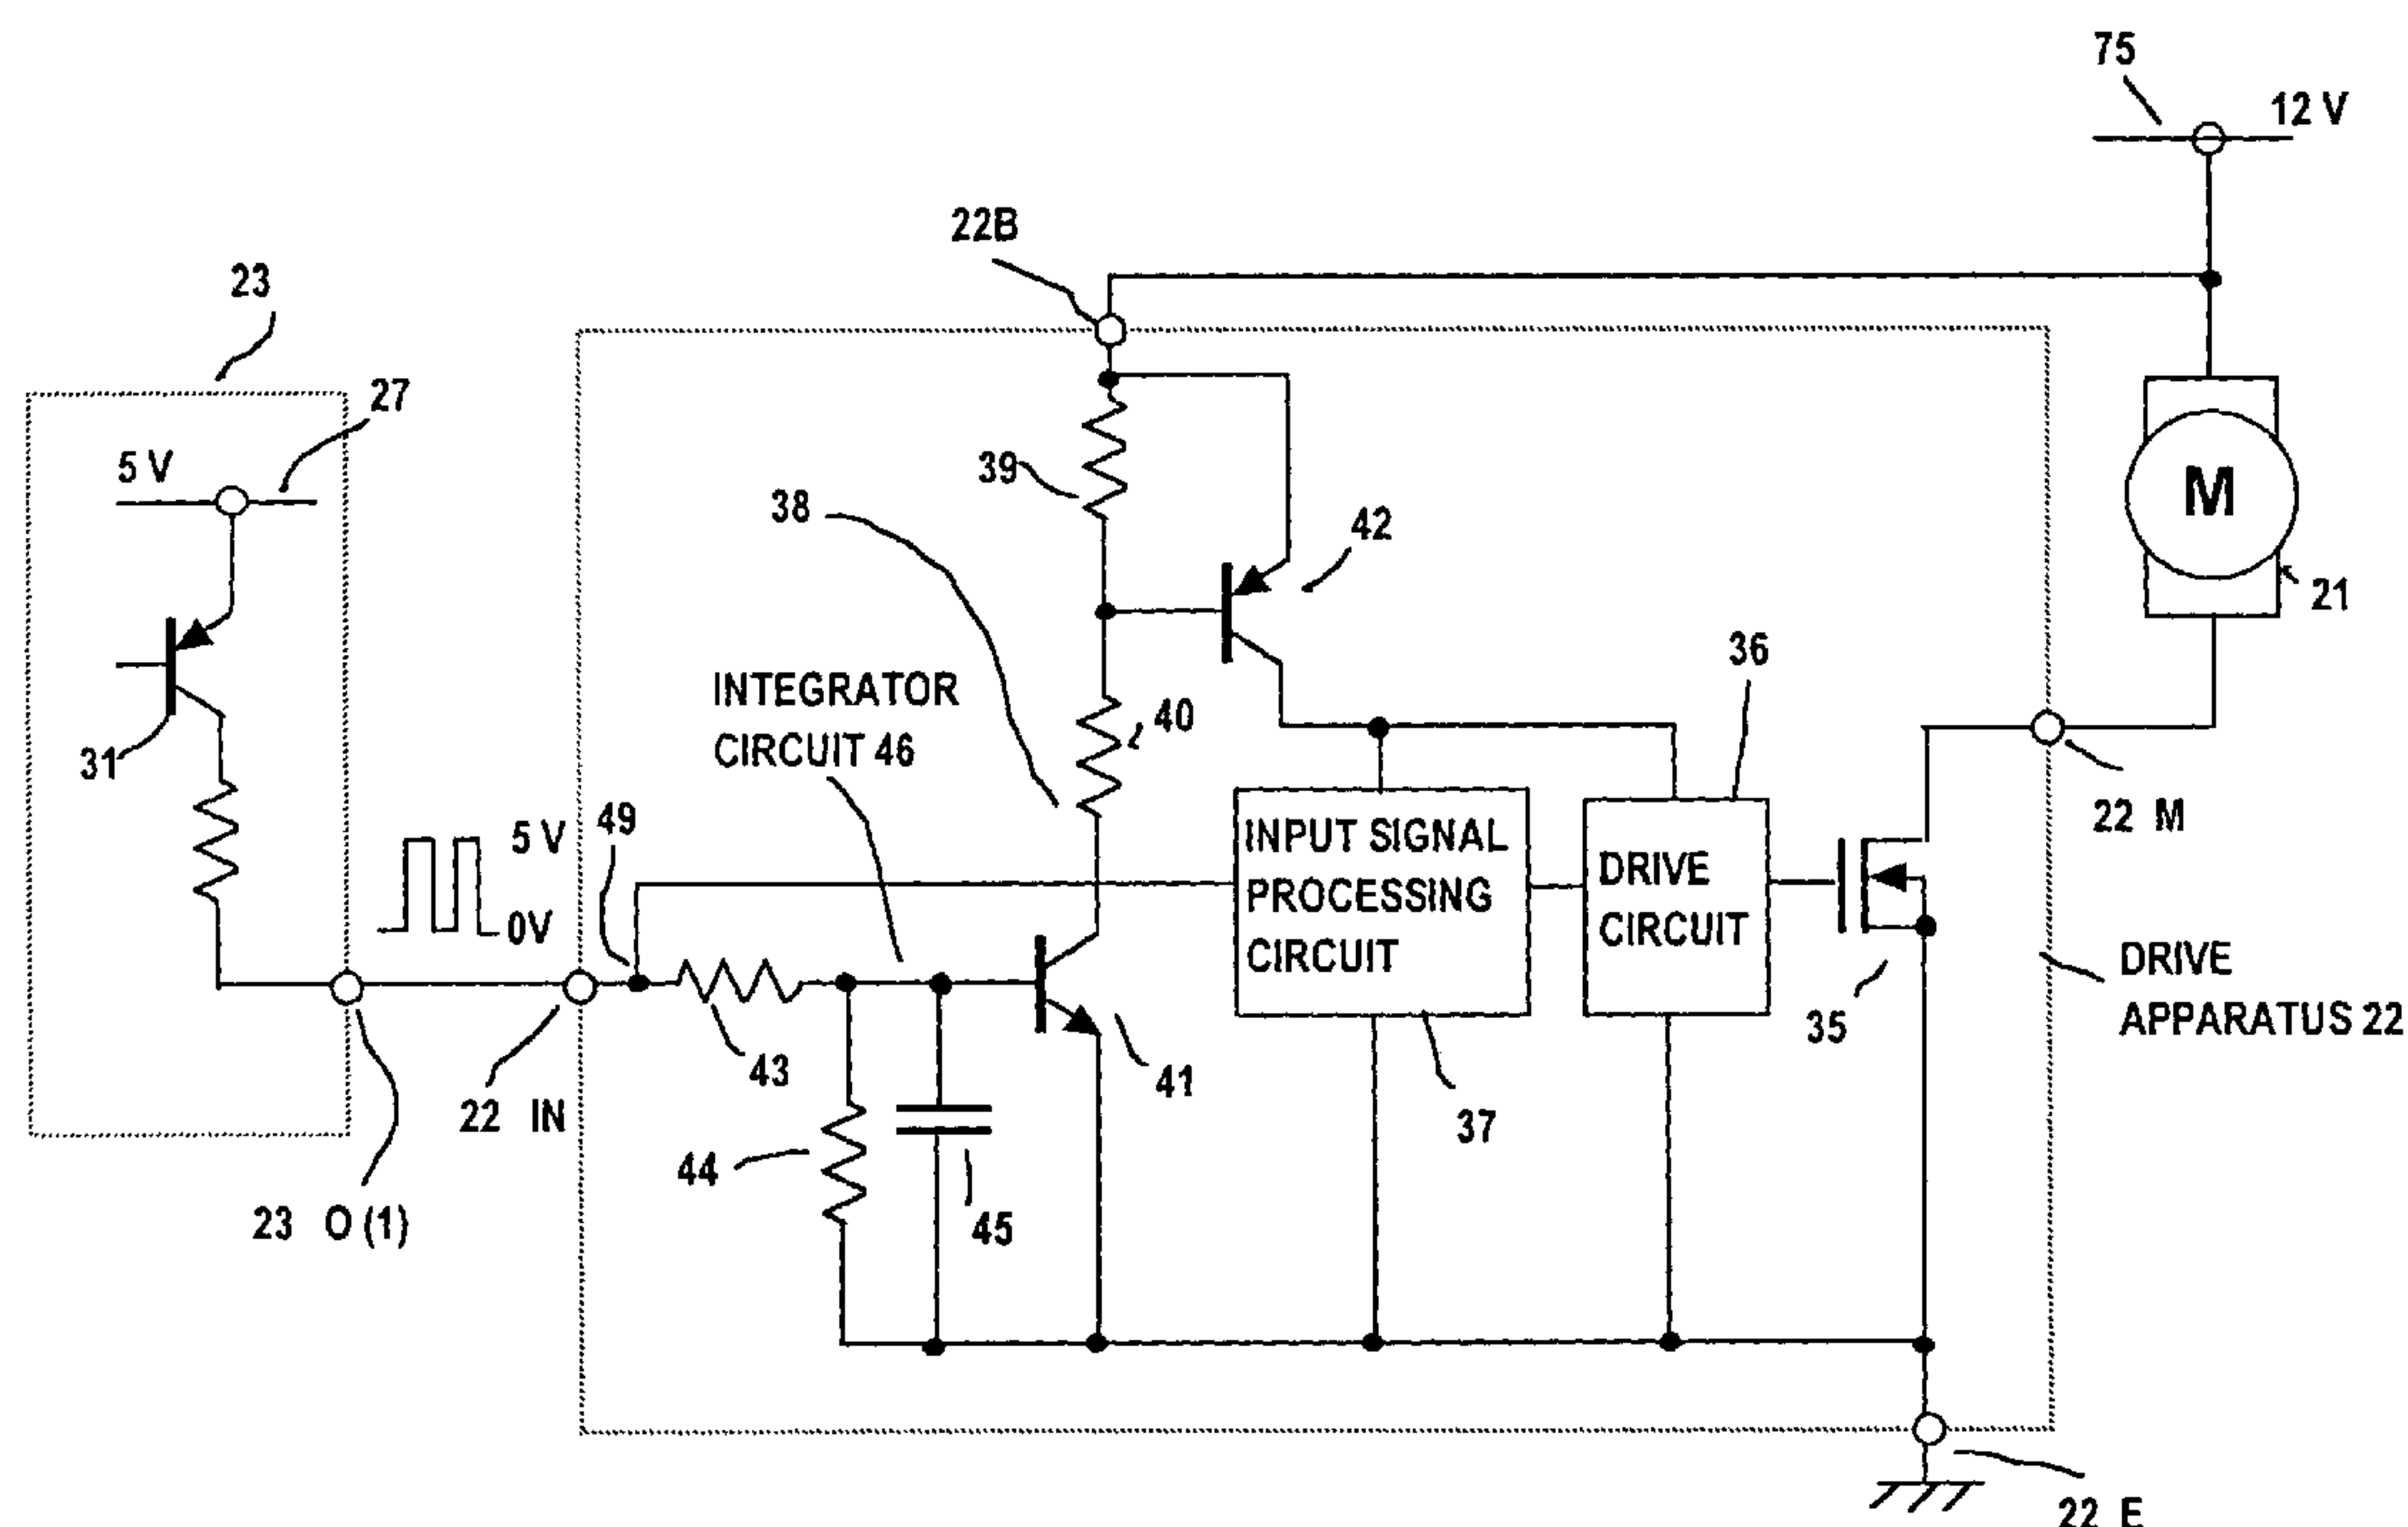 75
12 V
22B
23
27
5 V
39
38
42
M
21
36
INTEGRATOR
CIRCUIT 46
40
31
5 V
49
0V
INPUT SIGNAL
PROCESSING
CIRCUIT
DRIVE
CIRCUIT
22 M
DRIVE
APPARATUS 22
35
43
41
22 IN
37
44
45
23 O (1)
22 E